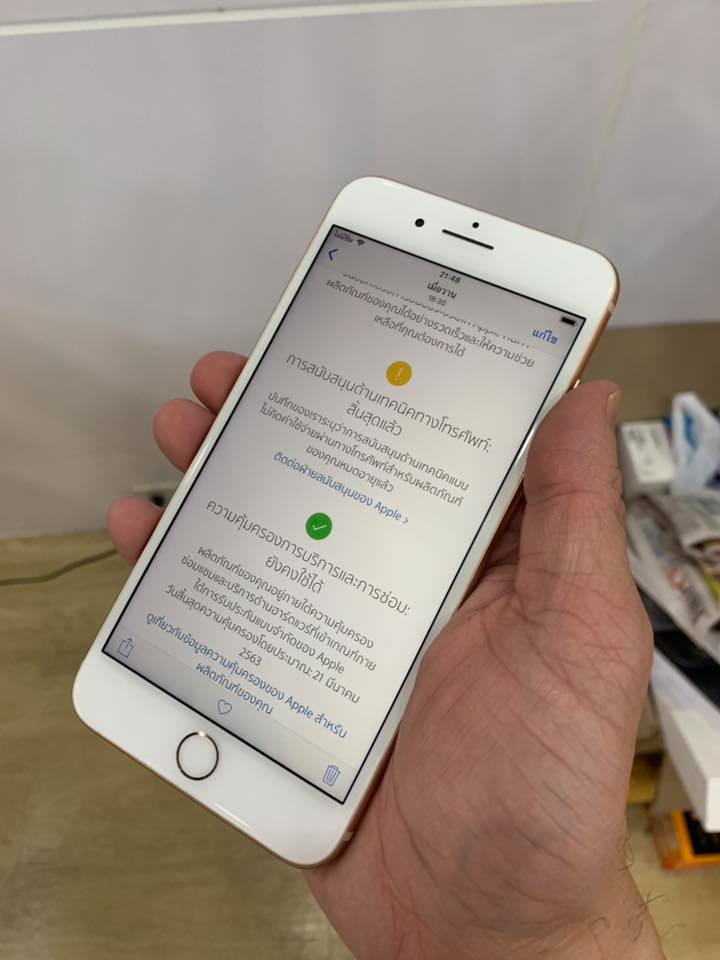 ไม่มีซิม
21:48
เมื่อวาน
18:30
แก้ไข
ผลิตภัณฑ์ของคุณได้อย่างรวดเร็วและให้ความช่วย
เหลือที่คุณต้องการได้
การสนับสนุนด้านเทคนิคทางโทรศัพท์:
สิ้นสุดแล้ว
บันทึกของเราระบุว่าการสนับสนุนด้านเทคนิคแบบ
ไม่คิดค่าใช้จ่ายผ่านทางโทรศัพท์สำหรับผลิตภัณฑ์
ของคุณหมดอายุแล้ว
ติดต่อฝ่ายสนับสนุนของ Apple ›
ความคุ้มครองการบริการและการซ่อม:
ยังคงใช้ได้
ผลิตภัณฑ์ของคุณอยู่ภายใต้ความคุ้มครอง
ซ่อมแซมและบริการด้านฮาร์ดแวร์ที่เข้าเกณฑ์ภาย
ใต้การรับประกันแบบจำกัดของ Apple
วันสิ้นสุดความคุ้มครองโดยประมาณ: 21 มีนาคม
2563
ดูเกี่ยวกับข้อมูลความคุ้มครองของ Apple สำหรับ
ผลิตภัณฑ์ของคุณ